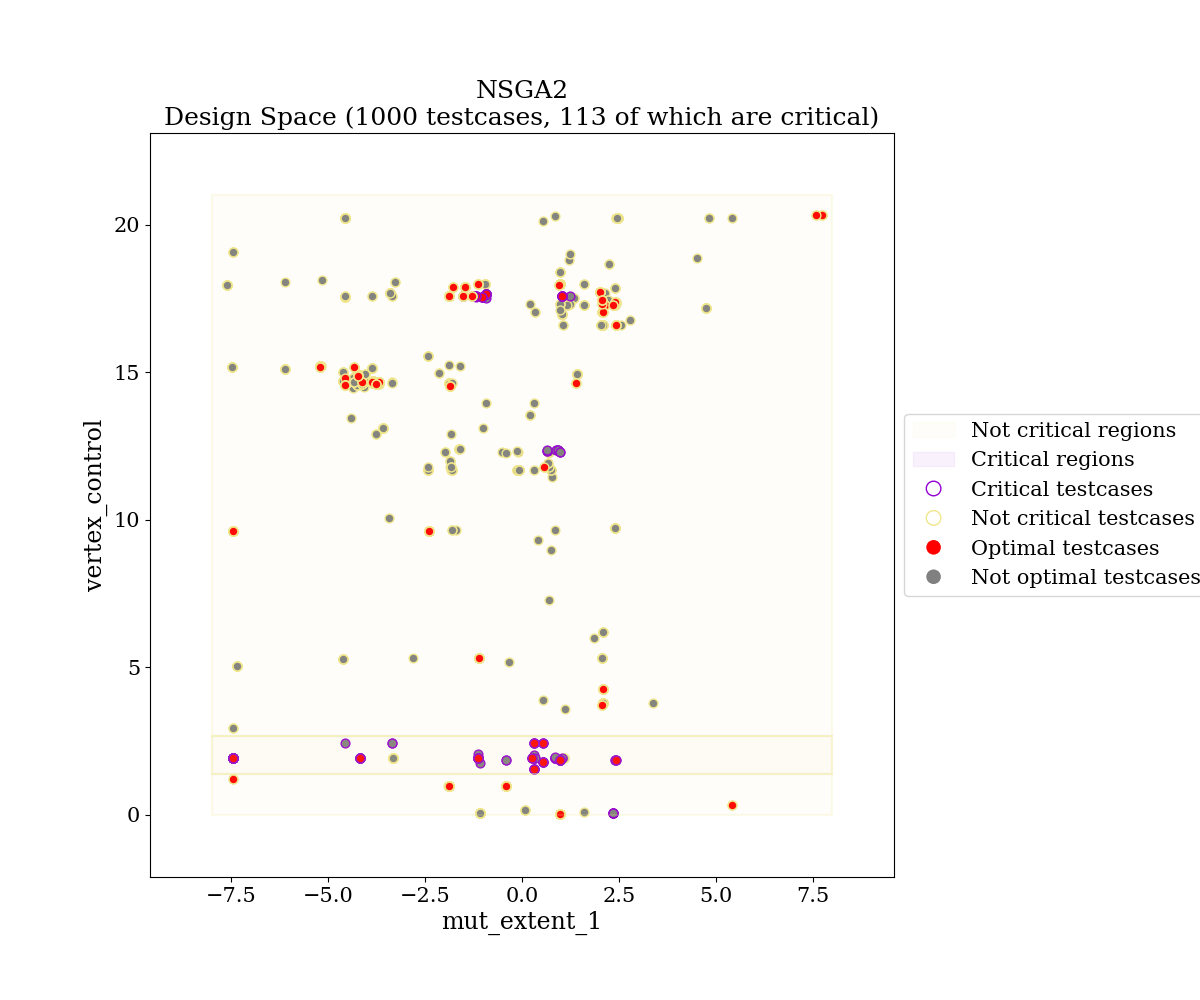 NSGA2
Design Space (1000 testcases, 113 of which are critical)
vertex_control
20
15
10
5
0
−7.5 −5.0 −2.5 0.0 2.5 5.0 7.5
mut_extent_1
Not critical regions
Critical regions
Critical testcases
Not critical testcases
Optimal testcases
Not optimal testcases